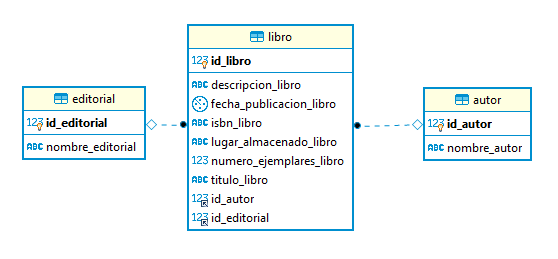 editorial
id_editorial
nombre_editorial
libro
id_libro
descripcion_libro
fecha_publicacion_libro
isbn_libro
lugar_almacenado_libro
numero_ejemplares_libro
titulo_libro
id_autor
id_editorial
autor
id_autor
nombre_autor